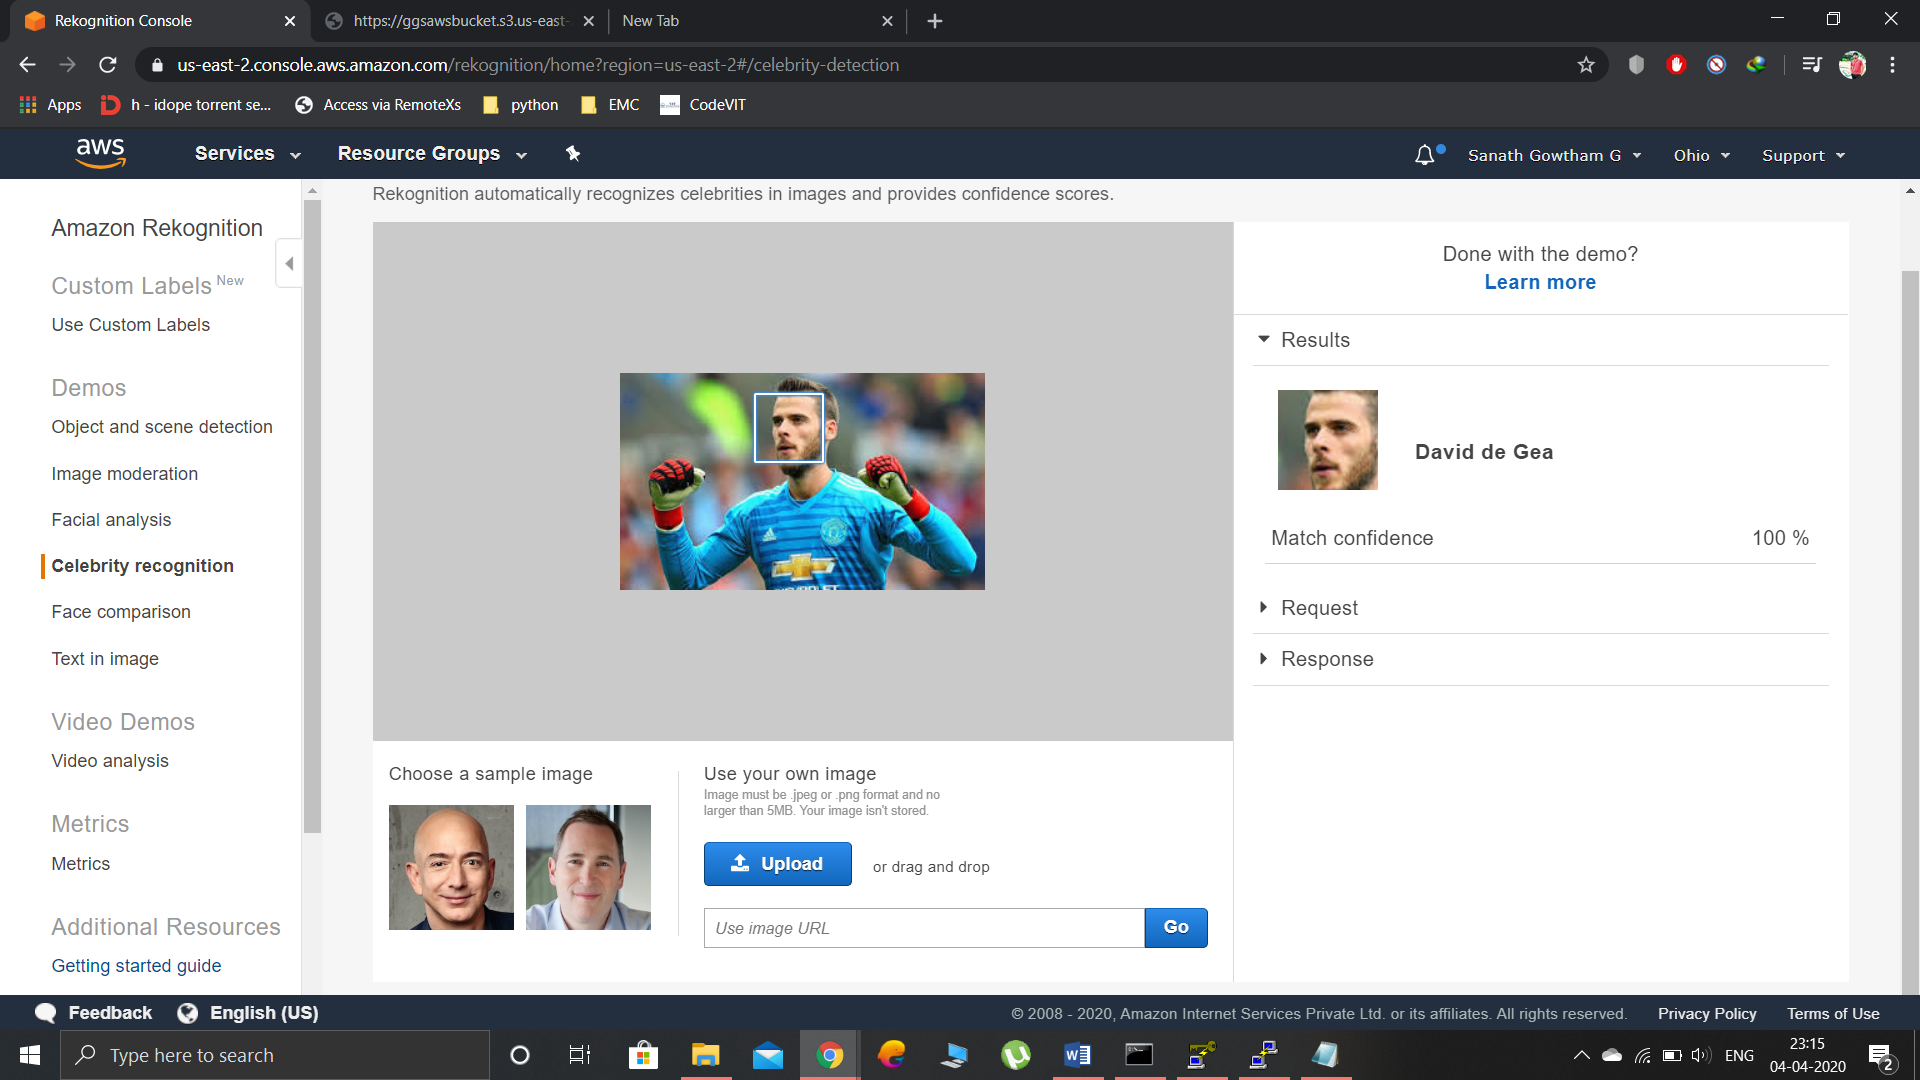 Rekognition Console
https://ggsawsbucket.s3.us-east-
New Tab
us-east-2.console.aws.amazon.com/rekognition/home?region=us-east-2#/celebrity-detection
Apps
h - idope torrent se...
Access via RemoteXs
python
EMC
CodeVIT
aws
Services
Resource Groups
Sanath Gowtham G
Ohio
Support
Amazon Rekognition
Custom Labels New
Use Custom Labels
Demos
Object and scene detection
Image moderation
Facial analysis
Celebrity recognition
Face comparison
Text in image
Video Demos
Video analysis
Metrics
Metrics
Additional Resources
Getting started guide
Rekognition automatically recognizes celebrities in images and provides confidence scores.
CHEVROLET
Choose a sample image
Use your own image
Image must be .jpeg or .png format and no
larger than 5MB. Your image isn't stored.
Upload
or drag and drop
Use image URL
Go
Done with the demo?
Learn more
Results
David de Gea
Match confidence
100 %
Request
Response
Feedback
English (US)
© 2008 - 2020, Amazon Internet Services Private Ltd. or its affiliates. All rights reserved.
Privacy Policy
Terms of Use
Type here to search
ENG
23:15
04-04-2020
2